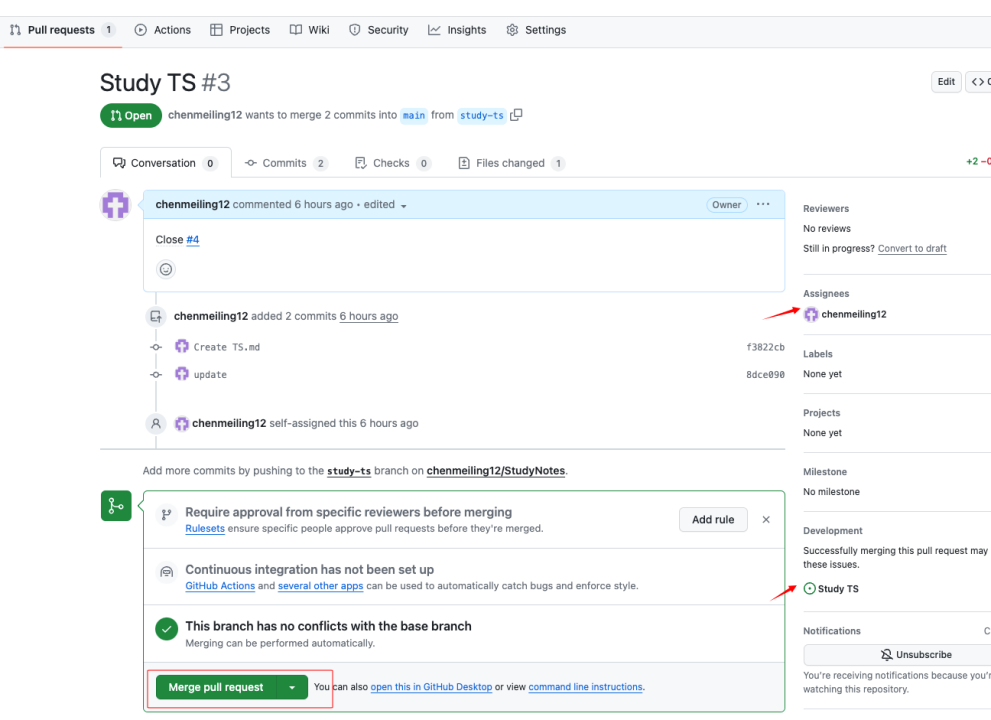 Pull requests 1 Actions Projects Wiki Security Insights Settings
Study TS #3
Edit <>
Open chenmeiling12 wants to merge 2 commits into main from study-ts
Conversation 0 Commits 2 Checks 0 Files changed 1
+2 −0
chenmeiling12 commented 6 hours ago • edited
Owner ...
Close #4
chenmeiling12 added 2 commits 6 hours ago
Create TS.md f3822cb
update 8dce090
chenmeiling12 self-assigned this 6 hours ago
Add more commits by pushing to the study-ts branch on chenmeiling12/StudyNotes.
Require approval from specific reviewers before merging
Rulesets ensure specific people approve pull requests before they're merged.
Add rule
Continuous integration has not been set up
GitHub Actions and several other apps can be used to automatically catch bugs and enforce style.
This branch has no conflicts with the base branch
Merging can be performed automatically.
Merge pull request
You can also open this in GitHub Desktop or view command line instructions.
Reviewers
No reviews
Still in progress? Convert to draft
Assignees
chenmeiling12
Labels
None yet
Projects
None yet
Milestone
No milestone
Development
Successfully merging this pull request may
these issues.
Study TS
Notifications
Unsubscribe
You're receiving notifications because you're
watching this repository.